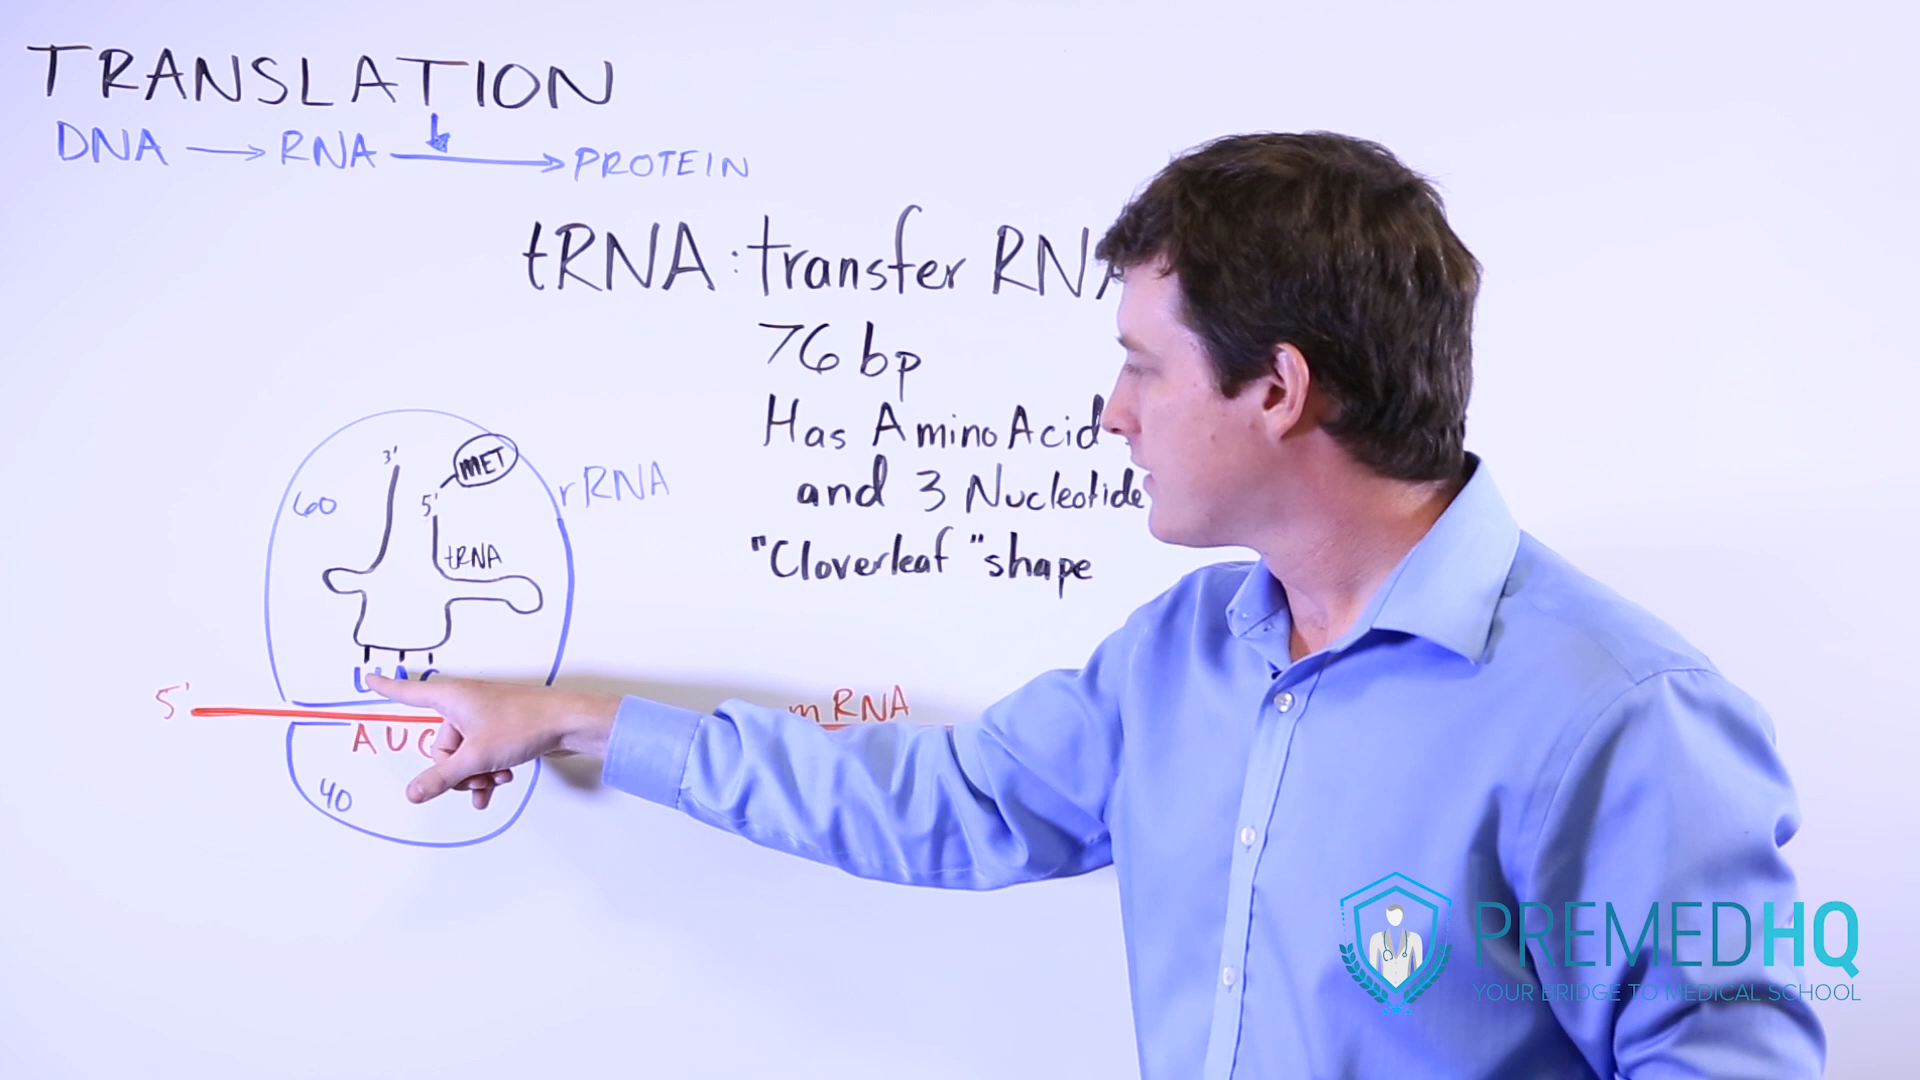 TRANSLATION
DNA → RNA → PROTEIN
tRNA: transfer RNA
76 bp
Has Amino Acid
and 3 Nucleotide
"Cloverleaf" shape
3'
MET
5'
60
rRNA
tRNA
U A C
5'
mRNA
A U G
40
PREMEDHQ
YOUR BRIDGE TO MEDICAL SCHOOL